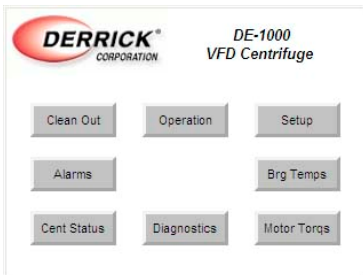 DERRICK®
CORPORATION
DE-1000
VFD Centrifuge
Clean Out
Operation
Setup
Alarms
Brg Temps
Cent Status
Diagnostics
Motor Torqs